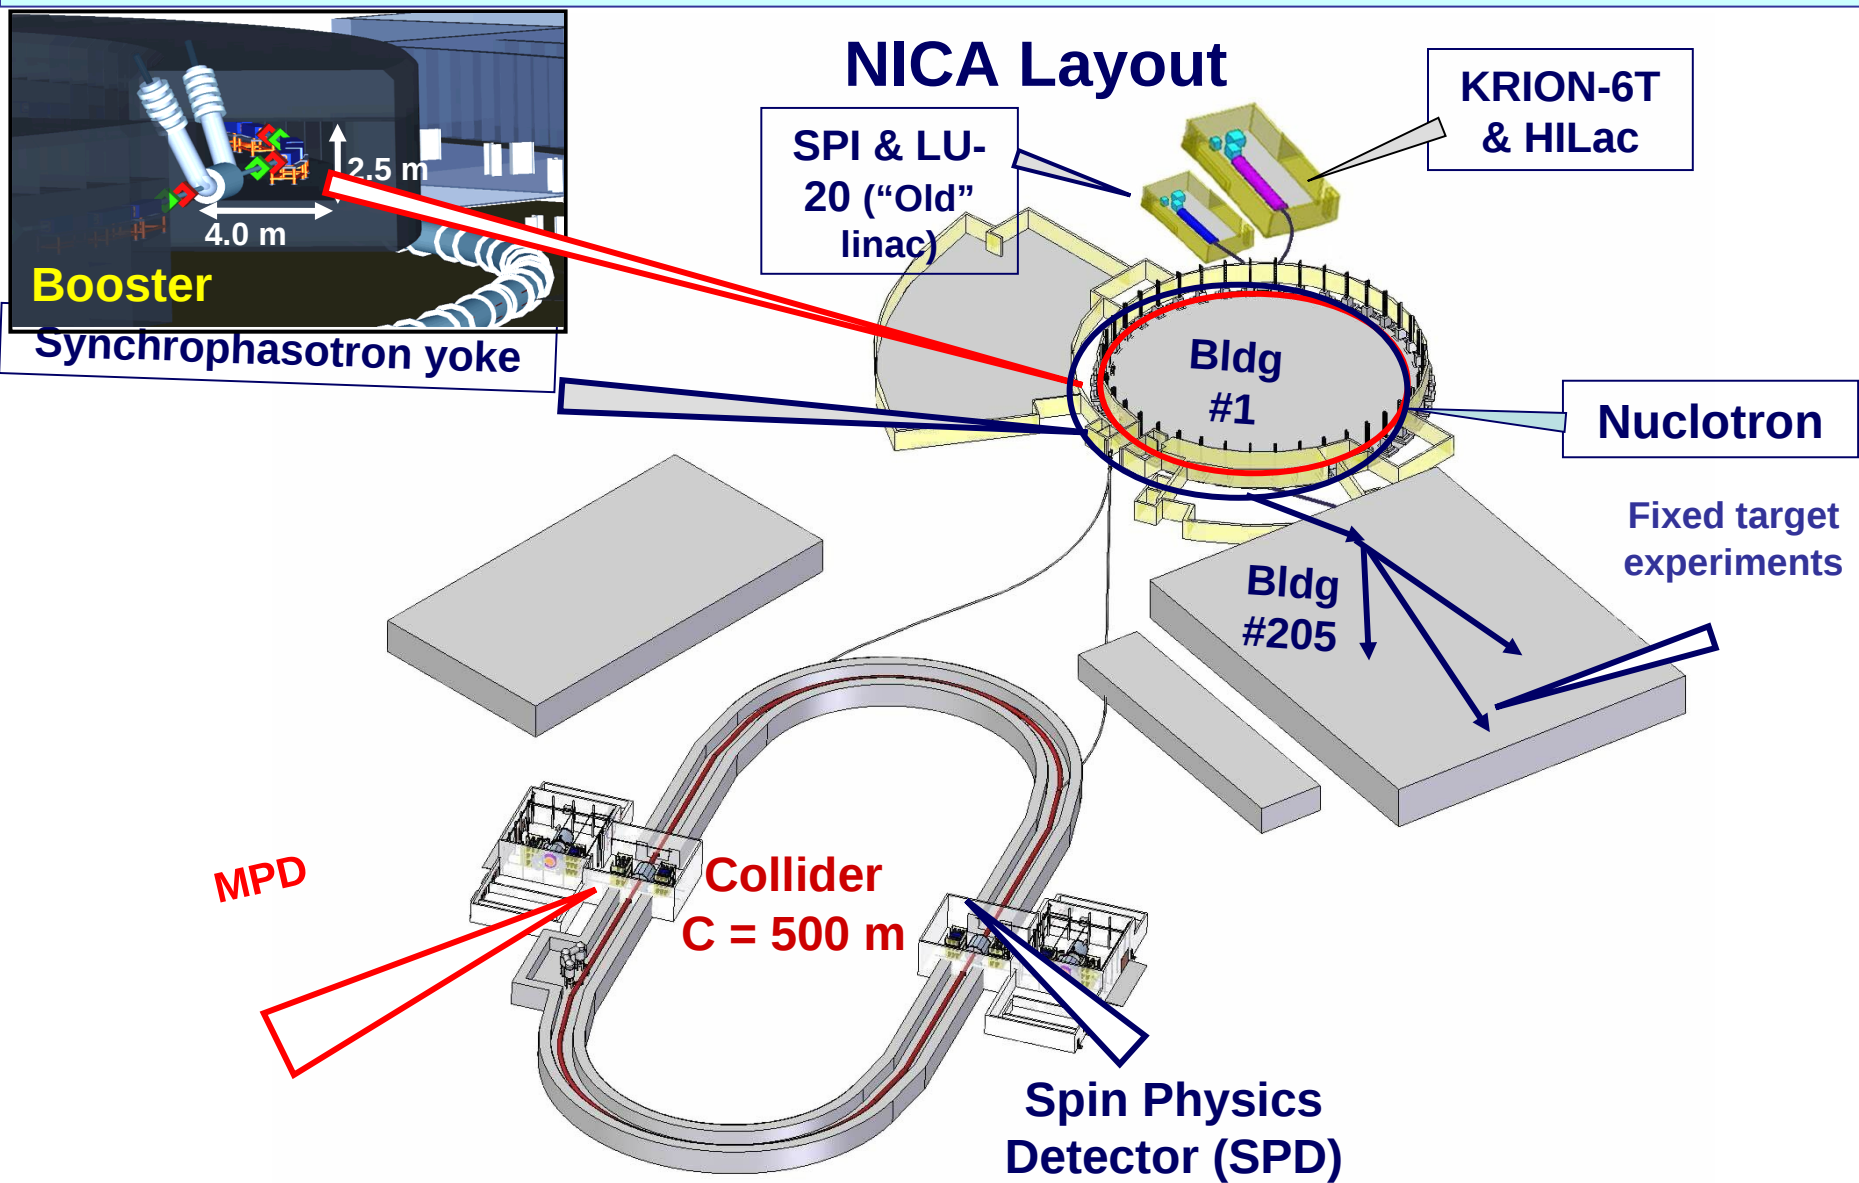 NICA Layout
KRION-6T
& HILac
SPI & LU-
20 (“Old”
linac)
2.5 m
4.0 m
Booster
Synchrophasotron yoke
Bldg
#1
Nuclotron
Fixed target
experiments
Bldg
#205
MPD
Collider
C = 500 m
Spin Physics
Detector (SPD)